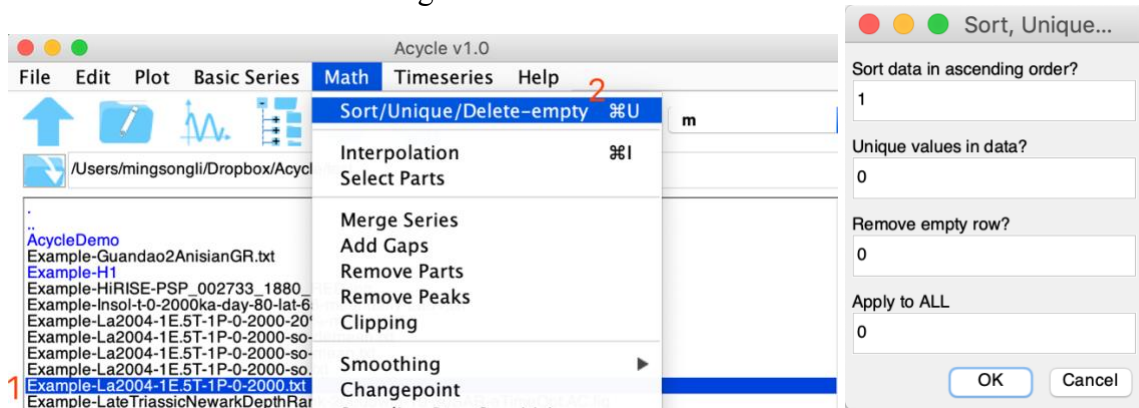 Acycle v1.0
File Edit Plot Basic Series Math Timeseries Help
2
Sort/Unique/Delete-empty ⌘U
m
Interpolation ⌘I
/Users/mingsongli/Dropbox/Acycl
Select Parts
.
..
AcycleDemo
Example-Guandao2AnisianGR.txt
Example-H1
Example-HiRISE-PSP_002733_1880_
Example-Insol-t-0-2000ka-day-80-lat-6
Example-La2004-1E.5T-1P-0-2000-20
Example-La2004-1E.5T-1P-0-2000-so-
Example-La2004-1E.5T-1P-0-2000-so-
Example-La2004-1E.5T-1P-0-2000-so.
1
Example-La2004-1E.5T-1P-0-2000.txt
Example-LateTriassicNewarkDepthRan
Merge Series
Add Gaps
Remove Parts
Remove Peaks
Clipping
Smoothing ▶
Changepoint
Sort, Unique...
Sort data in ascending order?
1
Unique values in data?
0
Remove empty row?
0
Apply to ALL
0
OK Cancel